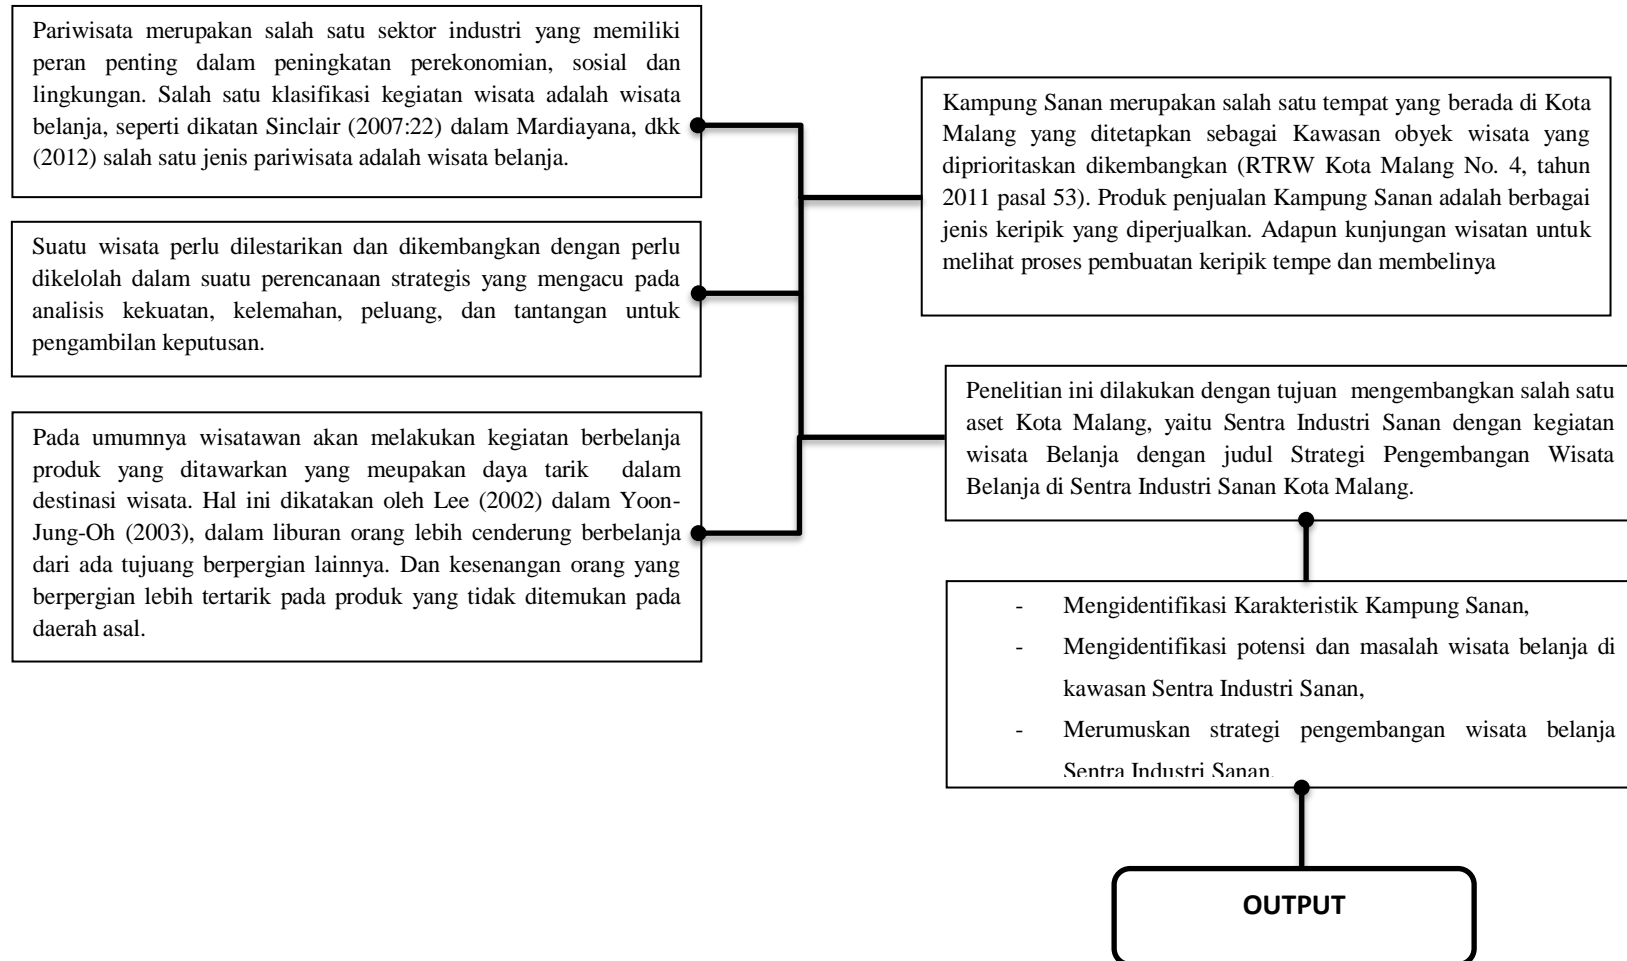 Pariwisata merupakan salah satu sektor industri yang memiliki
peran penting dalam peningkatan perekonomian, sosial dan
lingkungan. Salah satu klasifikasi kegiatan wisata adalah wisata
belanja, seperti dikatan Sinclair (2007:22) dalam Mardiayana, dkk
(2012) salah satu jenis pariwisata adalah wisata belanja.
Suatu wisata perlu dilestarikan dan dikembangkan dengan perlu
dikelolah dalam suatu perencanaan strategis yang mengacu pada
analisis kekuatan, kelemahan, peluang, dan tantangan untuk
pengambilan keputusan.
Pada umumnya wisatawan akan melakukan kegiatan berbelanja
produk yang ditawarkan yang meupakan daya tarik dalam
destinasi wisata. Hal ini dikatakan oleh Lee (2002) dalam Yoon-
Jung-Oh (2003), dalam liburan orang lebih cenderung berbelanja
dari ada tujuang berpergian lainnya. Dan kesenangan orang yang
berpergian lebih tertarik pada produk yang tidak ditemukan pada
daerah asal.
Kampung Sanan merupakan salah satu tempat yang berada di Kota
Malang yang ditetapkan sebagai Kawasan obyek wisata yang
diprioritaskan dikembangkan (RTRW Kota Malang No. 4, tahun
2011 pasal 53). Produk penjualan Kampung Sanan adalah berbagai
jenis keripik yang diperjualkan. Adapun kunjungan wisatan untuk
melihat proses pembuatan keripik tempe dan membelinya
Penelitian ini dilakukan dengan tujuan mengembangkan salah satu
aset Kota Malang, yaitu Sentra Industri Sanan dengan kegiatan
wisata Belanja dengan judul Strategi Pengembangan Wisata
Belanja di Sentra Industri Sanan Kota Malang.
- Mengidentifikasi Karakteristik Kampung Sanan,
- Mengidentifikasi potensi dan masalah wisata belanja di
kawasan Sentra Industri Sanan,
- Merumuskan strategi pengembangan wisata belanja
Sentra Industri Sanan.
OUTPUT